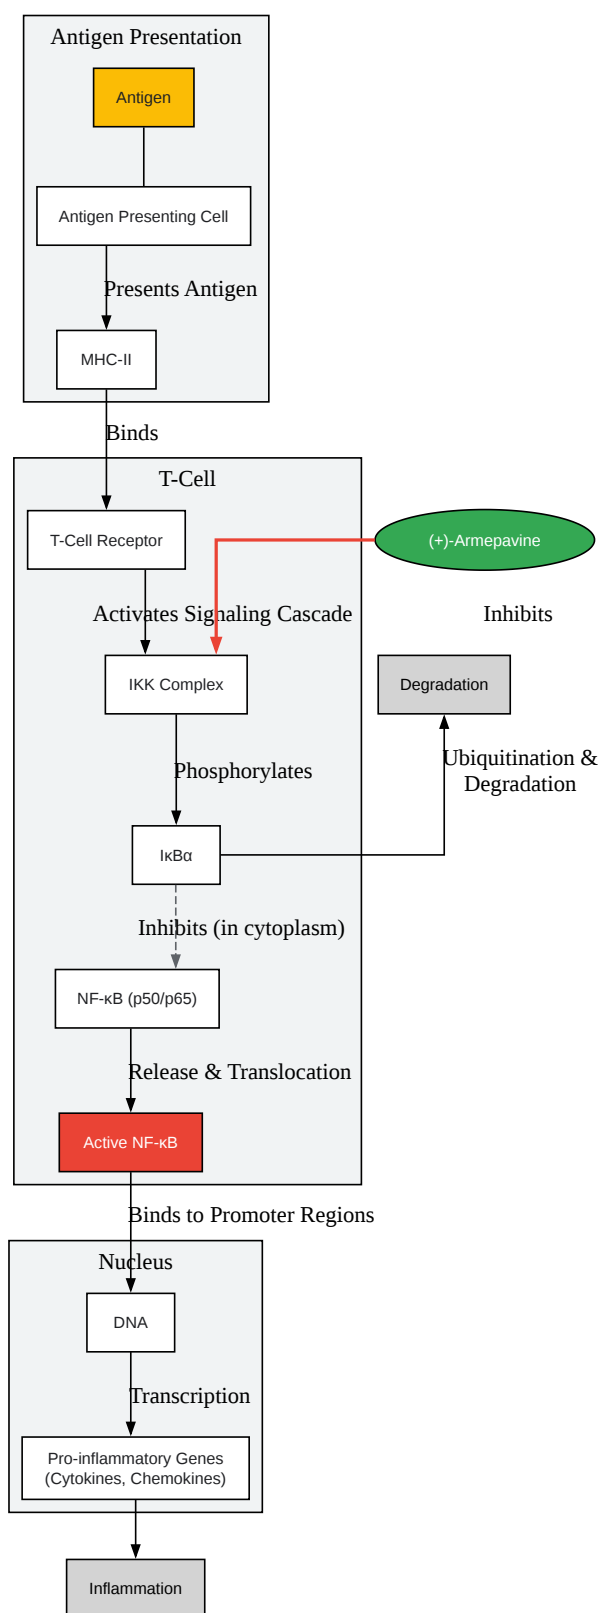 Antigen Presentation
Antigen
Antigen Presenting Cell
Presents Antigen
MHC-II
Binds
T-Cell
T-Cell Receptor
(+)-Armepavine
Activates Signaling Cascade
Inhibits
IKK Complex
Degradation
Phosphorylates
Ubiquitination &
Degradation
IκBα
Inhibits (in cytoplasm)
NF-κB (p50/p65)
Release & Translocation
Active NF-κB
Binds to Promoter Regions
Nucleus
DNA
Transcription
Pro-inflammatory Genes
(Cytokines, Chemokines)
Inflammation